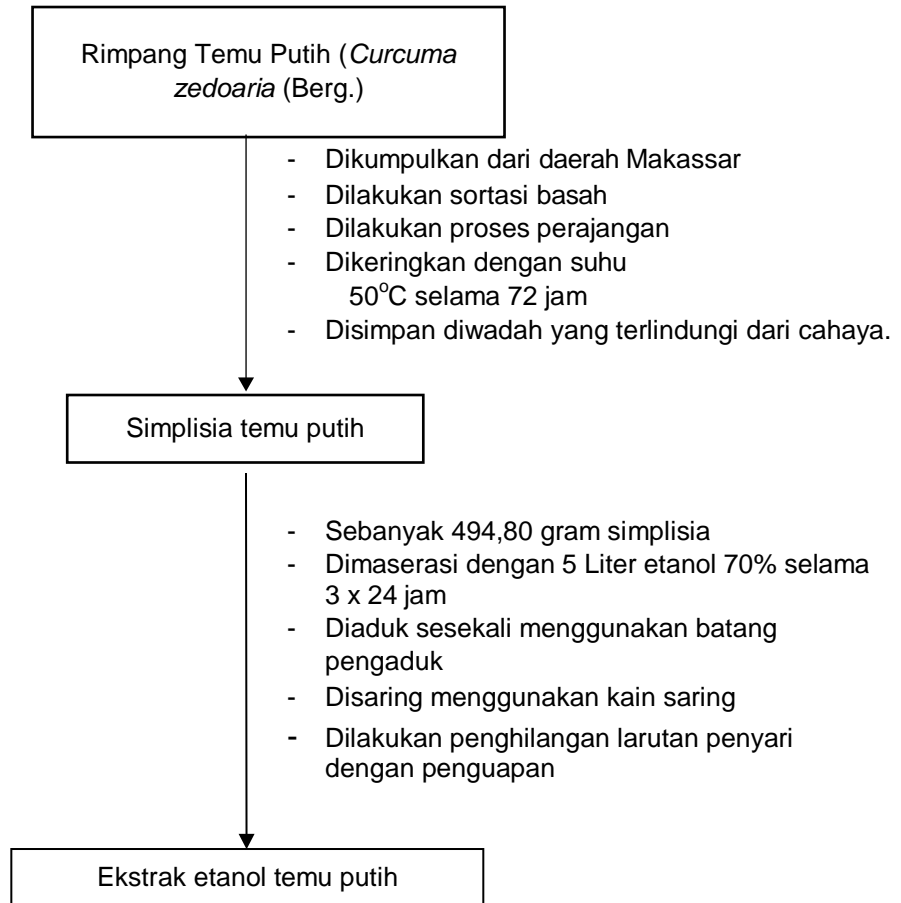 Rimpang Temu Putih (Curcuma
zedoaria (Berg.)
- Dikumpulkan dari daerah Makassar
- Dilakukan sortasi basah
- Dilakukan proses perajangan
- Dikeringkan dengan suhu
50°C selama 72 jam
- Disimpan diwadah yang terlindungi dari cahaya.
Simplisia temu putih
- Sebanyak 494,80 gram simplisia
- Dimaserasi dengan 5 Liter etanol 70% selama
3 x 24 jam
- Diaduk sesekali menggunakan batang
pengaduk
- Disaring menggunakan kain saring
- Dilakukan penghilangan larutan penyari
dengan penguapan
Ekstrak etanol temu putih